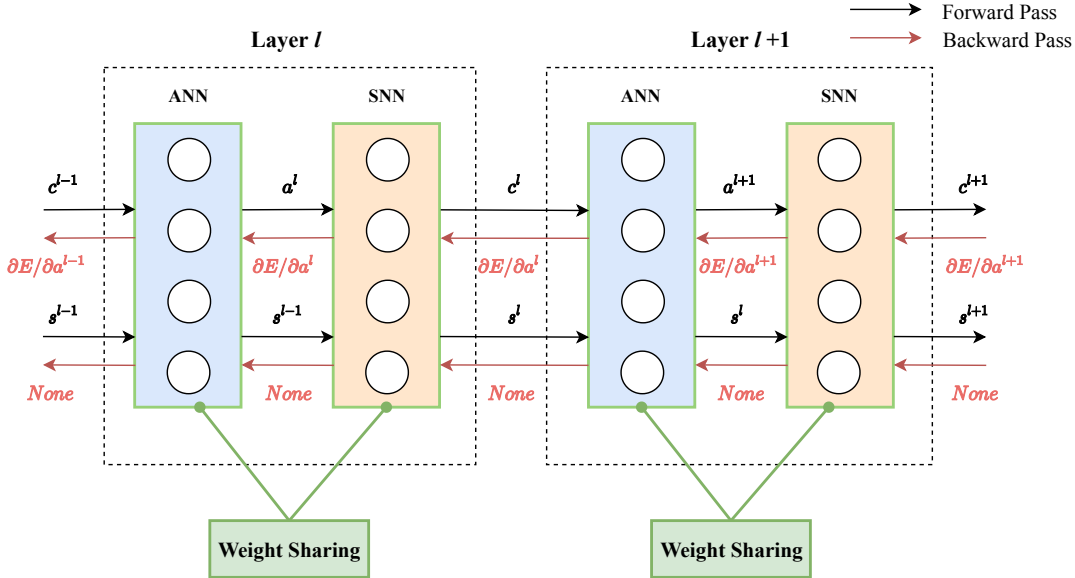 Forward Pass
Backward Pass
Layer l
Layer l +1
ANN
SNN
ANN
SNN
c^{l-1}
a^l
c^l
a^{l+1}
c^{l+1}
∂E/∂a^{l-1}
∂E/∂a^l
∂E/∂a^l
∂E/∂a^{l+1}
∂E/∂a^{l+1}
s^{l-1}
s^{l-1}
s^l
s^l
s^{l+1}
None
None
None
None
None
Weight Sharing
Weight Sharing